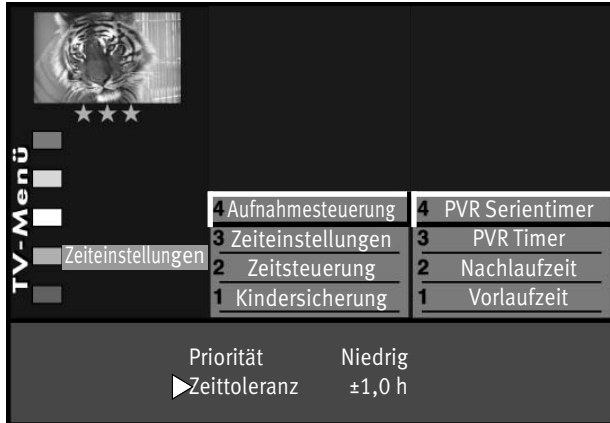 TV-Menü
Zeiteinstellungen
4 Aufnahmesteuerung
3 Zeiteinstellungen
2 Zeitsteuerung
1 Kindersicherung
4 PVR Serientimer
3 PVR Timer
2 Nachlaufzeit
1 Vorlaufzeit
Priorität Niedrig
Zeittoleranz ±1,0 h